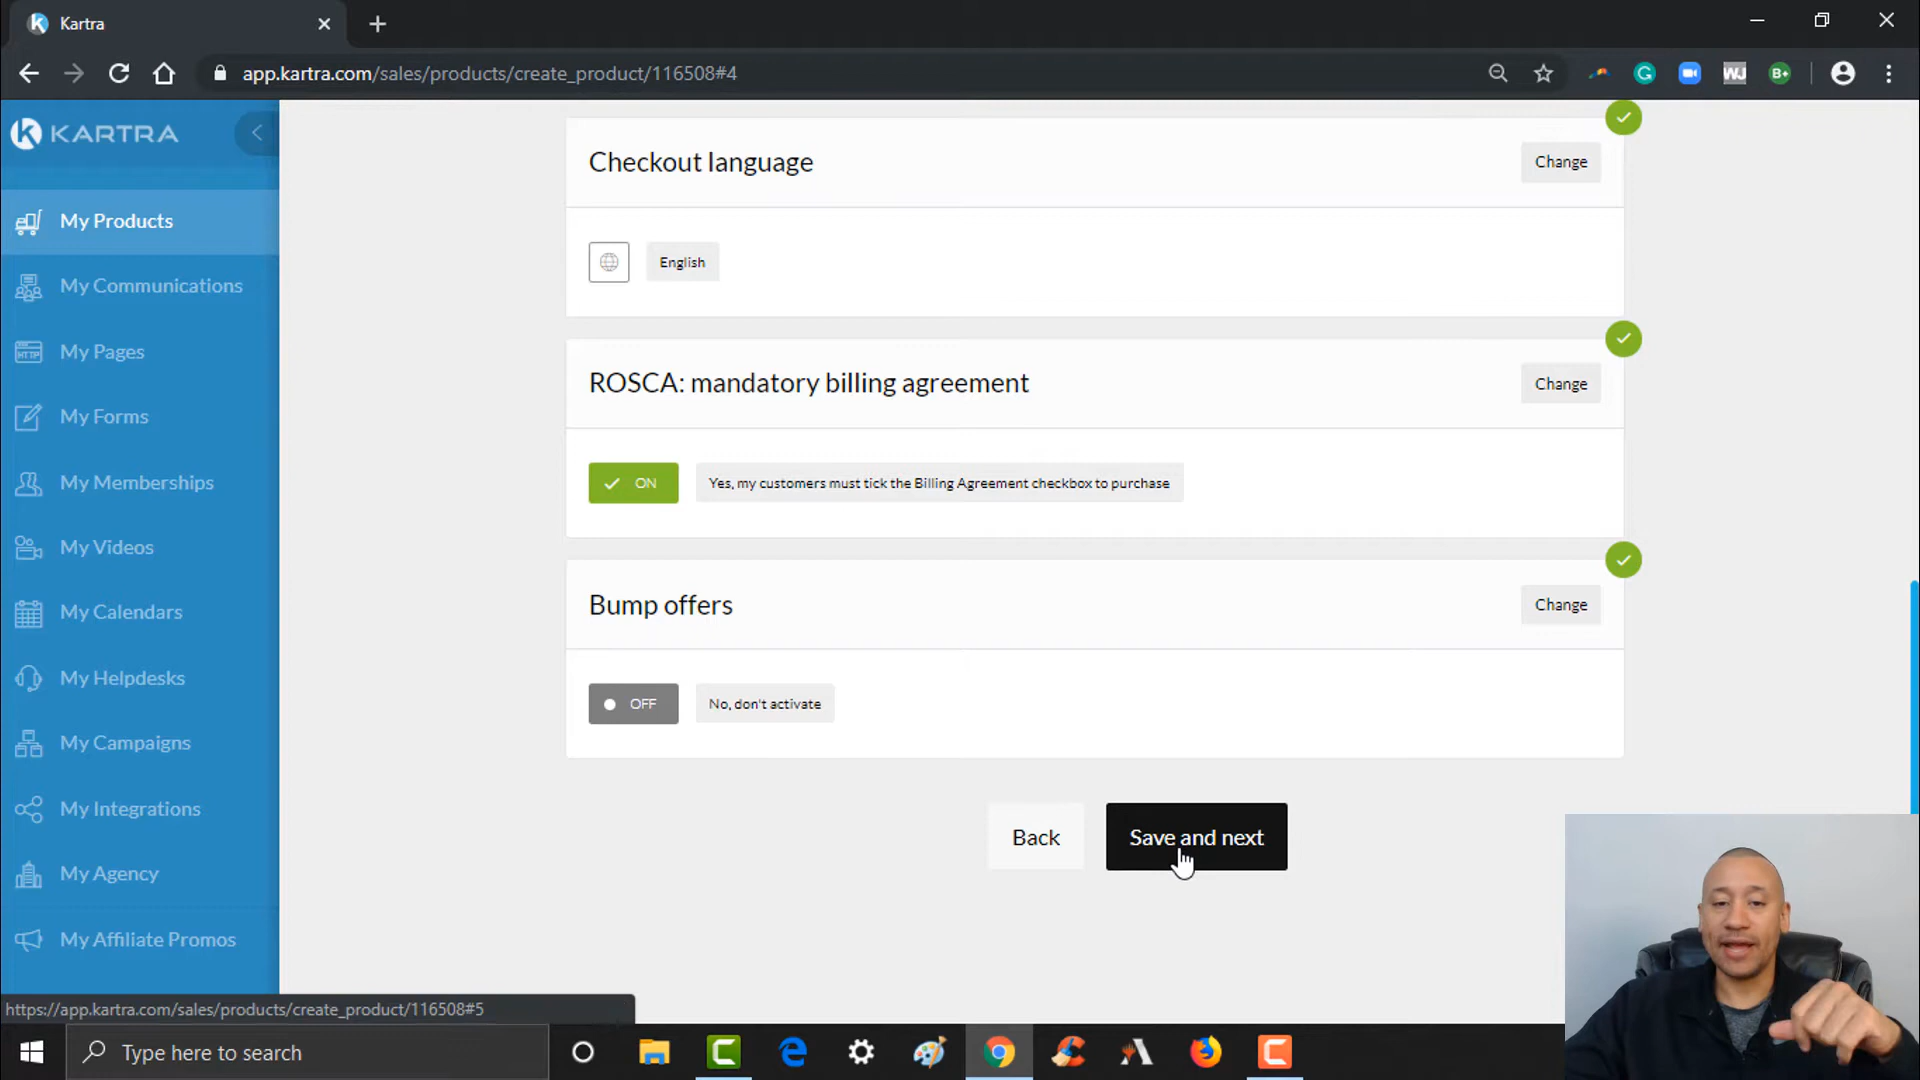 Kartra
app.kartra.com/sales/products/create_product/116508#4
G
WJ
B+
KARTRA
My Products
My Communications
My Pages
My Forms
My Memberships
My Videos
My Calendars
My Helpdesks
My Campaigns
My Integrations
My Agency
My Affiliate Promos
Checkout language
Change
English
ROSCA: mandatory billing agreement
Change
ON
Yes, my customers must tick the Billing Agreement checkbox to purchase
Bump offers
Change
OFF
No, don't activate
Back
Save and next
https://app.kartra.com/sales/products/create_product/116508#5
Type here to search